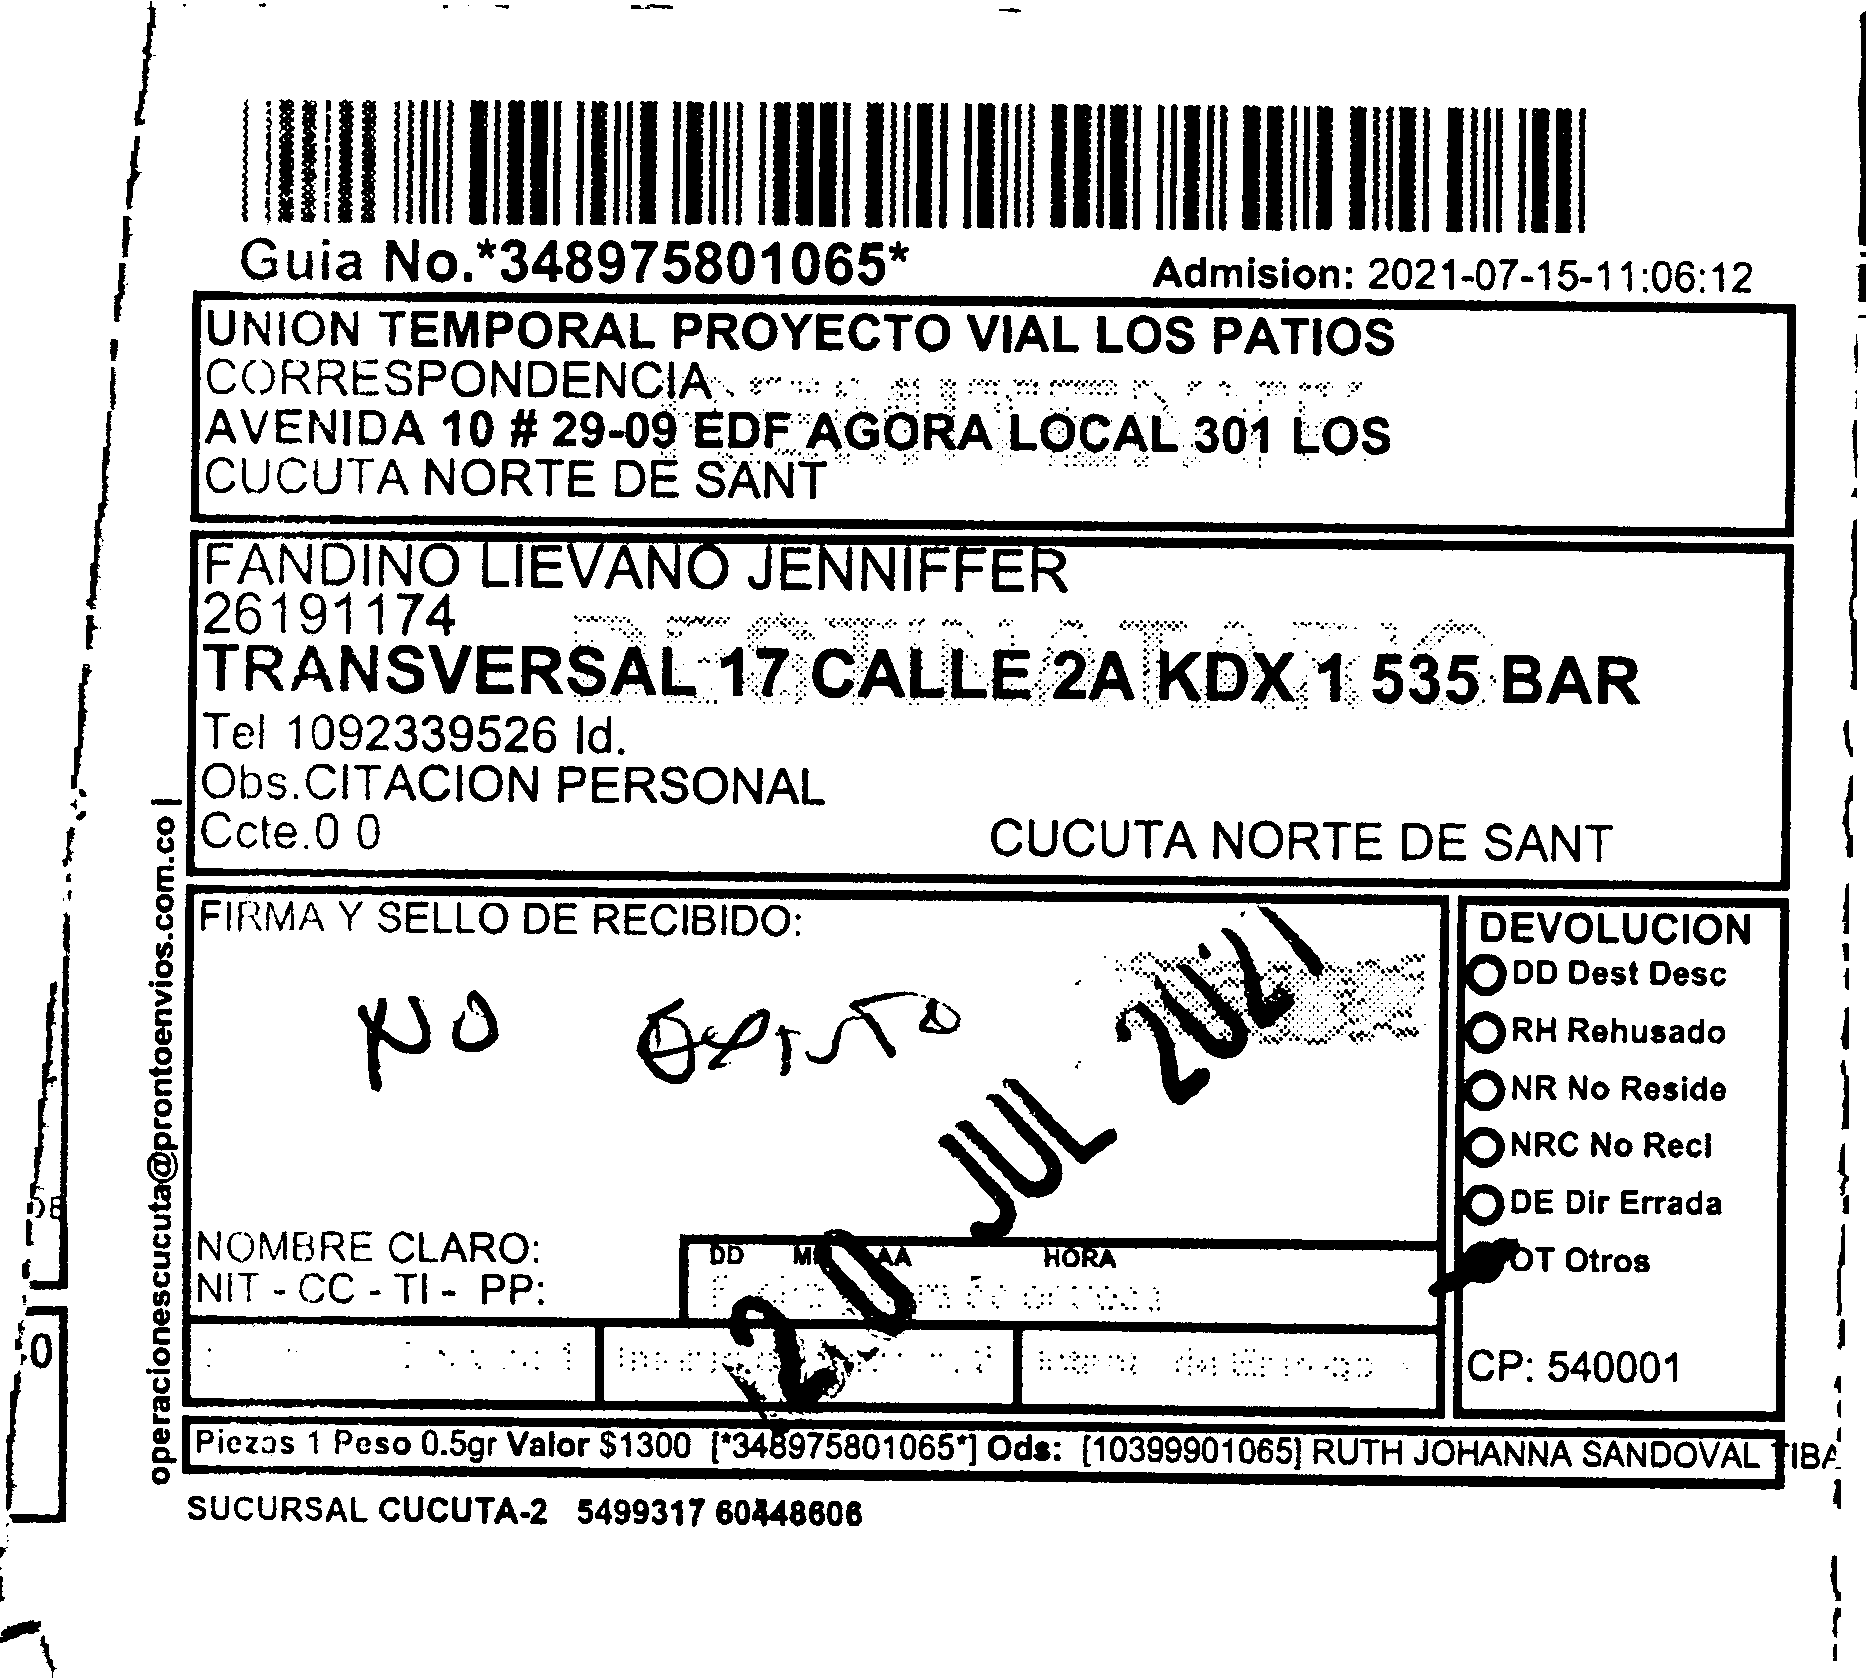 Guia No.*348975801065*
Admision: 2021-07-15-11:06:12
UNION TEMPORAL PROYECTO VIAL LOS PATIOS
CORRESPONDENCIA
AVENIDA 10 # 29-09 EDF AGORA LOCAL 301 LOS
CUCUTA NORTE DE SANT
REMITENTE
FANDINO LIEVANO JENNIFFER
26191174
DESTINATARIO
TRANSVERSAL 17 CALLE 2A KDX 1 535 BAR
Tel 1092339526 Id.
Obs.CITACION PERSONAL
Ccte.0 0
CUCUTA NORTE DE SANT
operacionescucuta@prontoenvios.com.co |
FIRMA Y SELLO DE RECIBIDO:
NO
20 JUL 2021
NOMBRE CLARO:
NIT - CC - TI - PP:
DD AA HORA
DEVOLUCION
DD Dest Desc
RH Rehusado
NR No Reside
NRC No Recl
DE Dir Errada
OT Otros
CP: 540001
Piezas 1 Peso 0.5gr Valor $1300 [*348975801065*] Ods: [10399901065] RUTH JOHANNA SANDOVAL TIBA
SUCURSAL CUCUTA-2 5499317 60448606